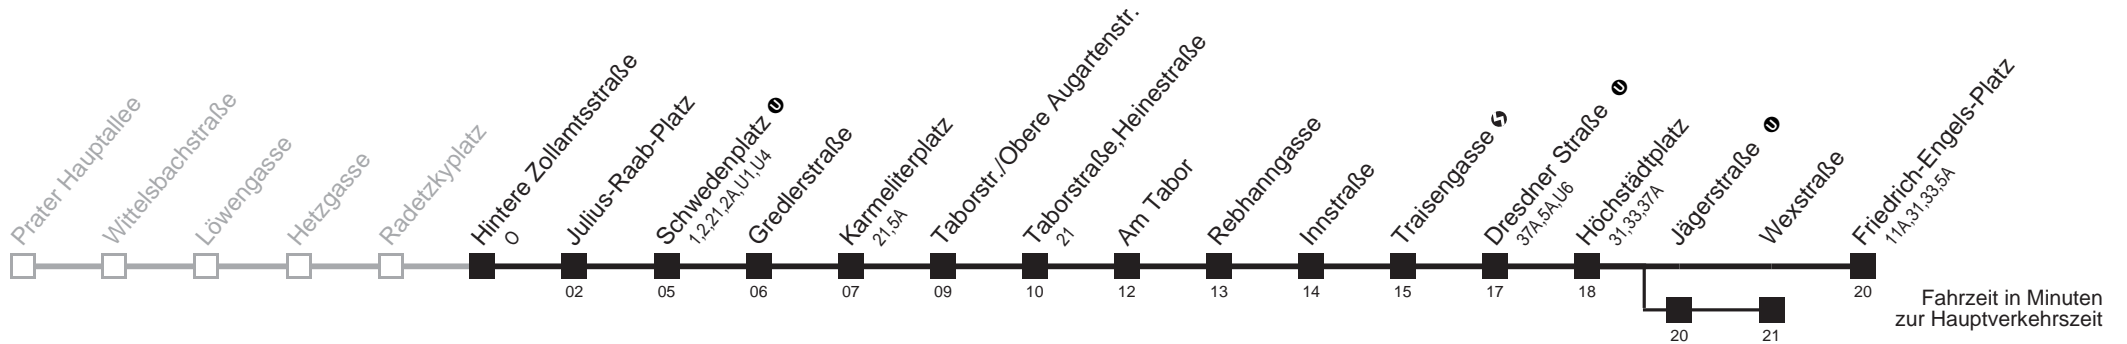 Prater Hauptallee
Wittelsbachstraße
Löwengasse
Hetzgasse
Radetzkyplatz
Hintere Zollamtsstraße
O
Julius-Raab-Platz
02
Schwedenplatz U
1,2,21,2A,U1,U4
05
Gredlerstraße
06
Karmeliterplatz
21,5A
07
Taborstr./Obere Augartenstr.
09
Taborstraße,Heinestraße
21
10
Am Tabor
12
Rebhanngasse
13
Innstraße
14
Traisengasse
15
Dresdner Straße U
37A,5A,U6
17
Höchstädtplatz
31,33,37A
18
Jägerstraße U
20
Wexstraße
21
Friedrich-Engels-Platz
11A,31,33,5A
20
Fahrzeit in Minuten
zur Hauptverkehrszeit